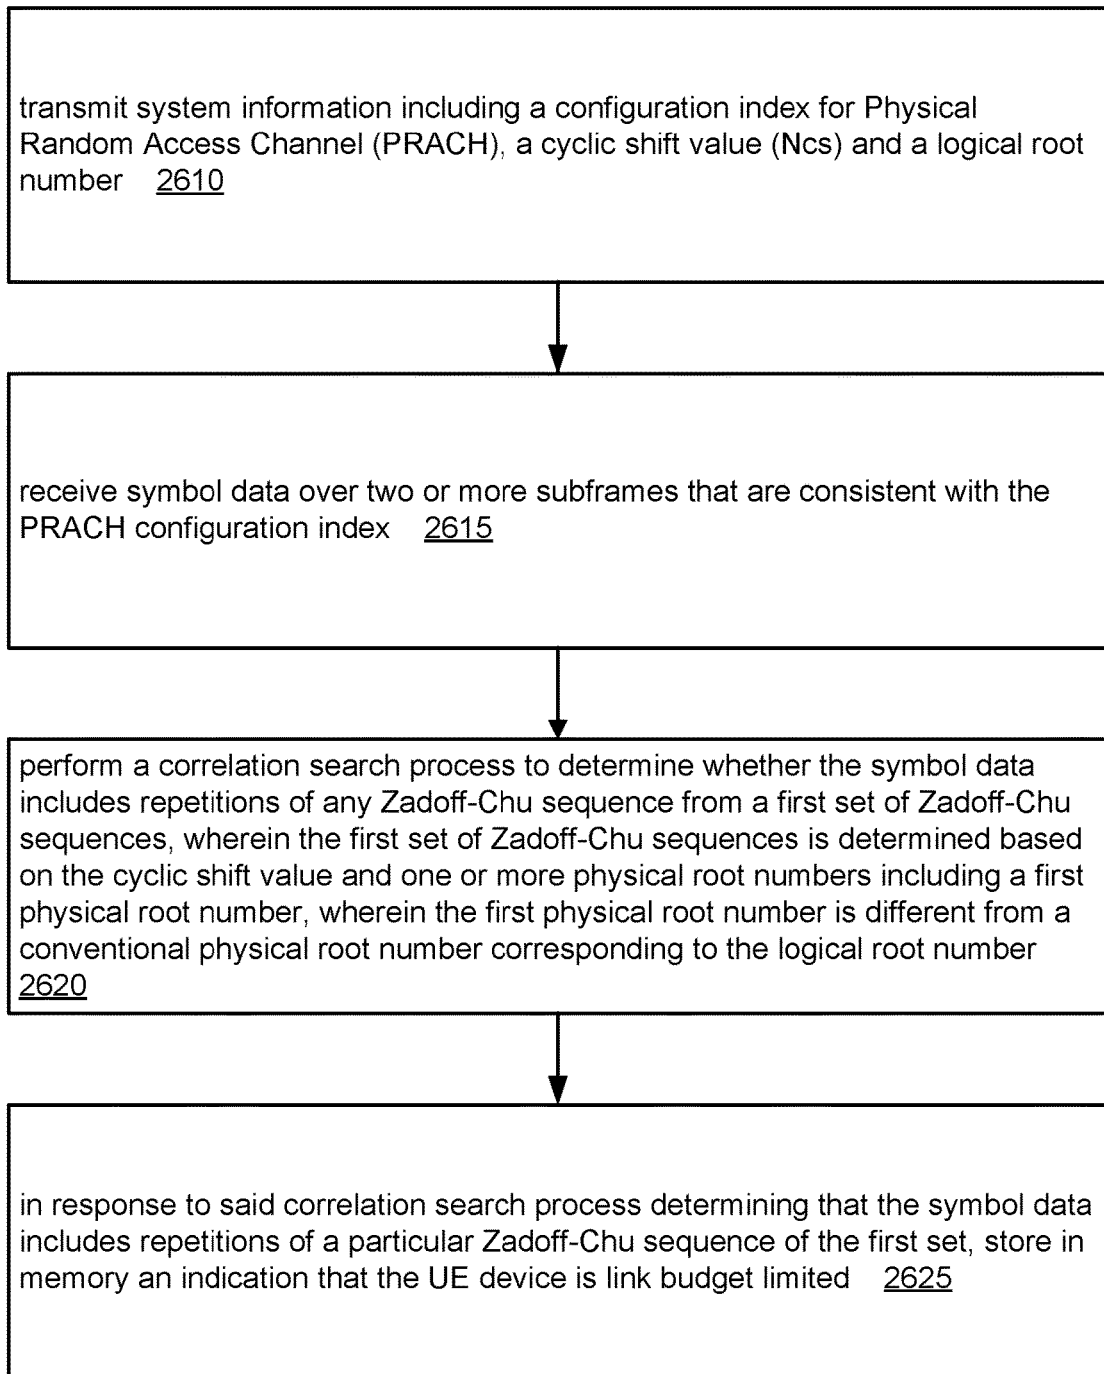 transmit system information including a configuration index for Physical
Random Access Channel (PRACH), a cyclic shift value (Ncs) and a logical root
number 2610
receive symbol data over two or more subframes that are consistent with the
PRACH configuration index 2615
perform a correlation search process to determine whether the symbol data
includes repetitions of any Zadoff-Chu sequence from a first set of Zadoff-Chu
sequences, wherein the first set of Zadoff-Chu sequences is determined based
on the cyclic shift value and one or more physical root numbers including a first
physical root number, wherein the first physical root number is different from a
conventional physical root number corresponding to the logical root number
2620
in response to said correlation search process determining that the symbol data
includes repetitions of a particular Zadoff-Chu sequence of the first set, store in
memory an indication that the UE device is link budget limited 2625